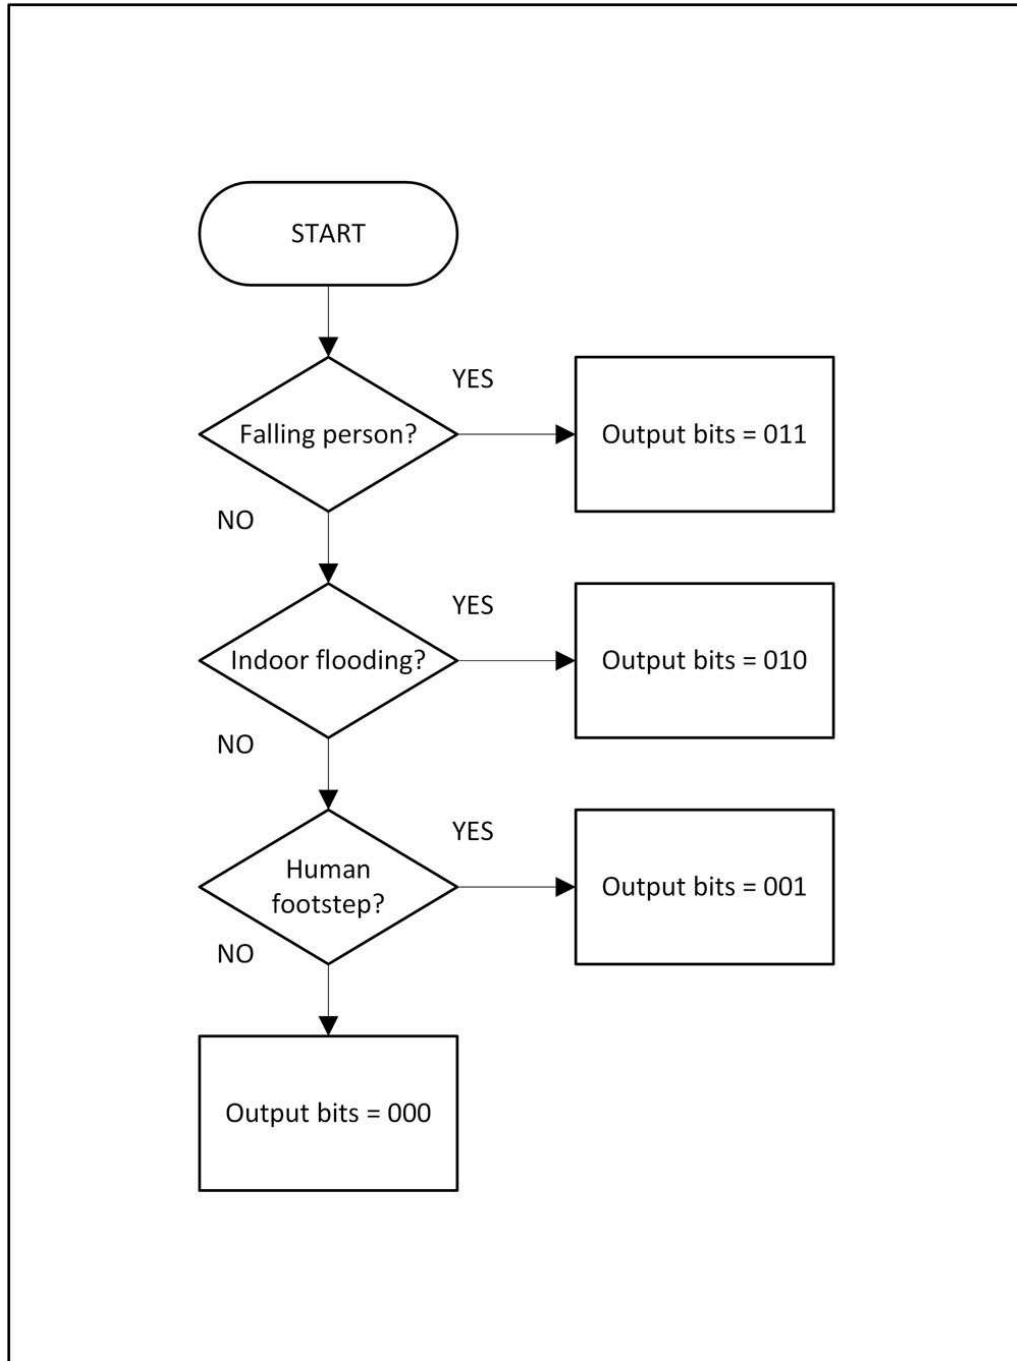 START
YES
Falling person?
Output bits = 011
NO
YES
Indoor flooding?
Output bits = 010
NO
YES
Human
footstep?
Output bits = 001
NO
Output bits = 000